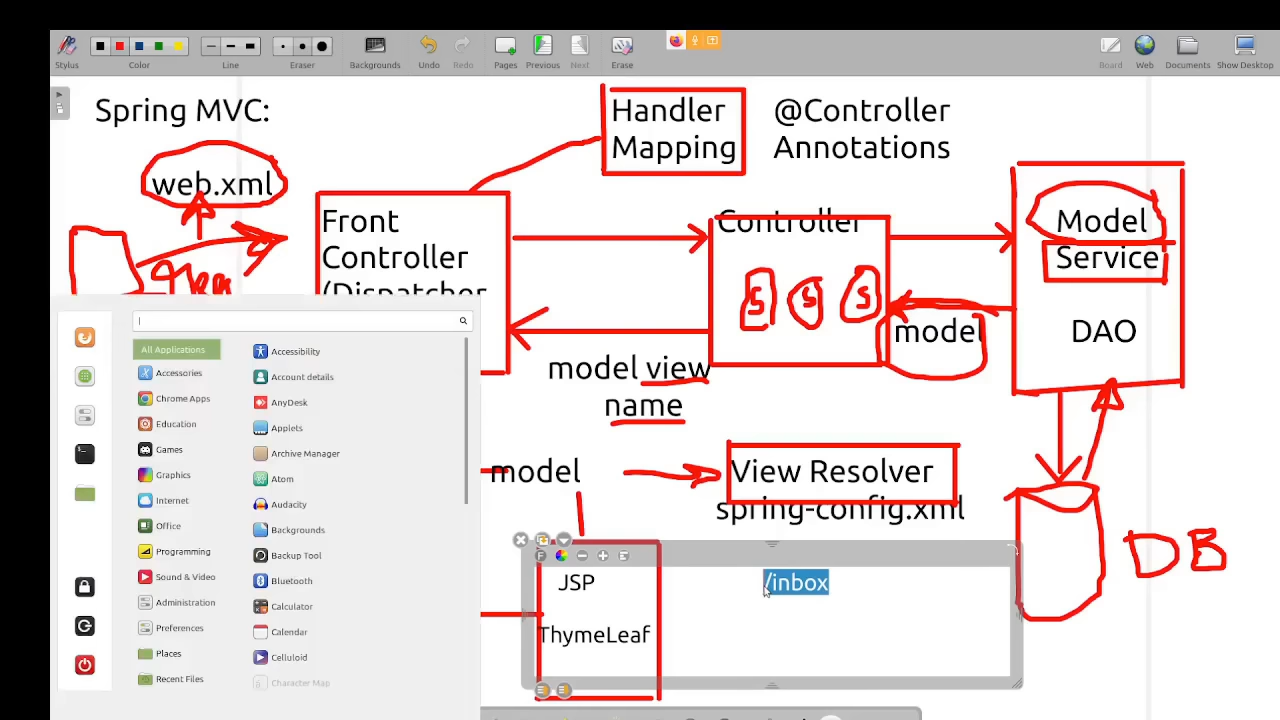 Stylus
Color
Line
Eraser
Backgrounds
Undo
Redo
Pages
Previous
Next
Erase
Board
Web
Documents
Show Desktop
Spring MVC:
web.xml
Handler
Mapping
@Controller
Annotations
Front
Controller
(Dispatcher
Controller
S S S
Model
Service
DAO
model
model view
name
model
View Resolver
spring-config.xml
DB
JSP
ThymeLeaf
/inbox
All Applications
Accessories
Chrome Apps
Education
Games
Graphics
Internet
Office
Programming
Sound & Video
Administration
Preferences
Places
Recent Files
Accessibility
Account details
AnyDesk
Applets
Archive Manager
Atom
Audacity
Backgrounds
Backup Tool
Bluetooth
Calculator
Calendar
Celluloid
Character Map